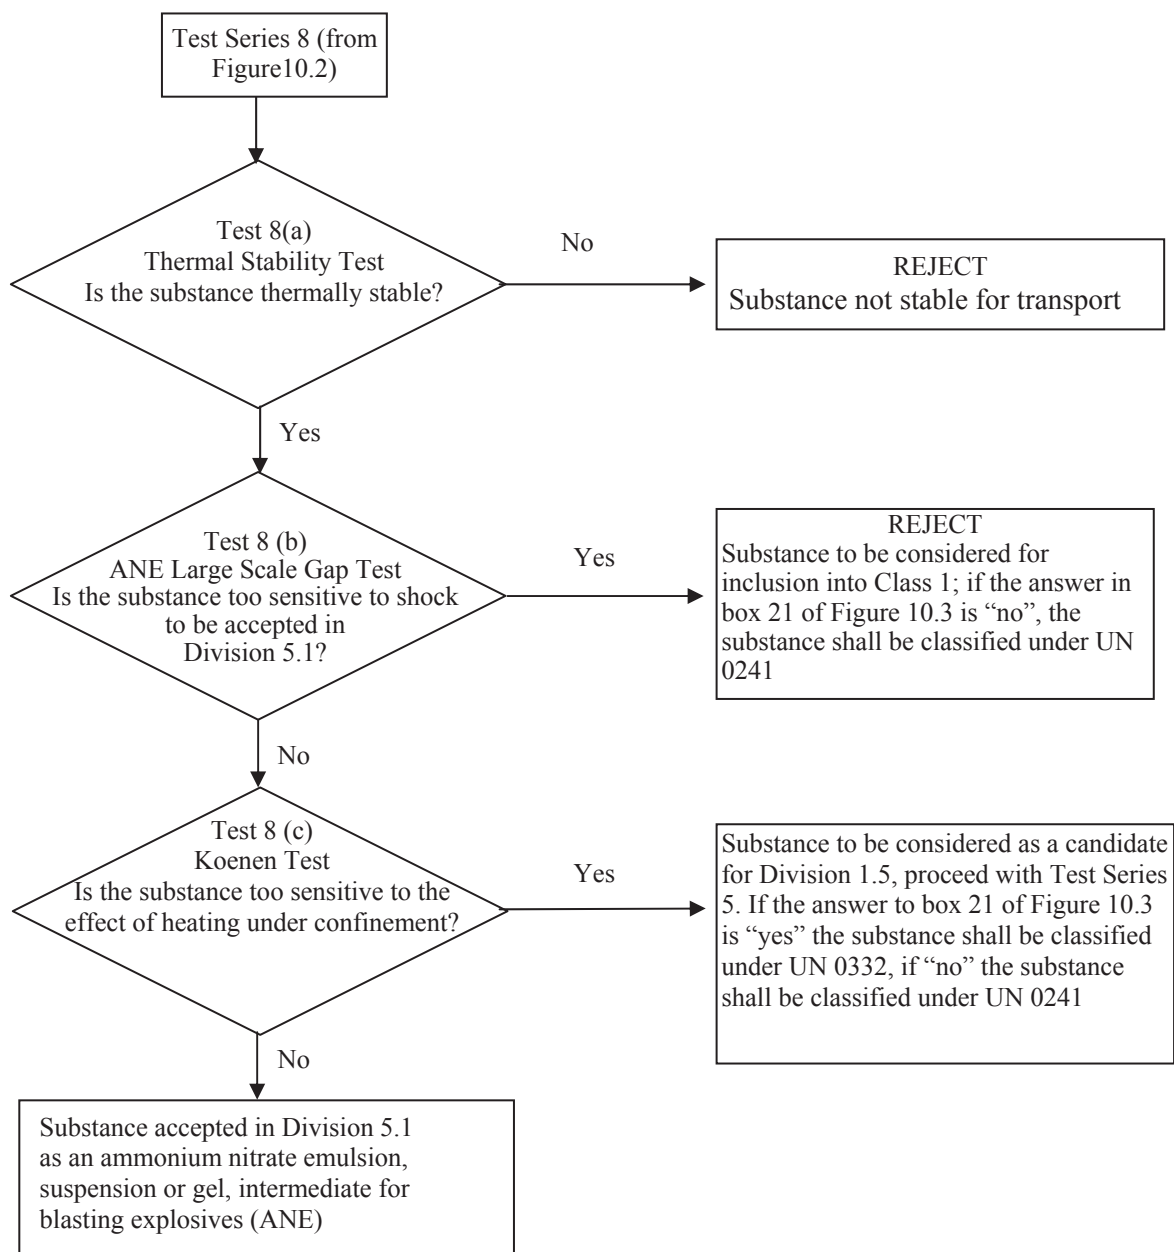 Test Series 8 (from
Figure10.2)
Test 8(a)
Thermal Stability Test
Is the substance thermally stable?
No
REJECT
Substance not stable for transport
Yes
Test 8 (b)
ANE Large Scale Gap Test
Is the substance too sensitive to shock
to be accepted in
Division 5.1?
Yes
REJECT
Substance to be considered for
inclusion into Class 1; if the answer in
box 21 of Figure 10.3 is “no”, the
substance shall be classified under UN
0241
No
Test 8 (c)
Koenen Test
Is the substance too sensitive to the
effect of heating under confinement?
Yes
Substance to be considered as a candidate
for Division 1.5, proceed with Test Series
5. If the answer to box 21 of Figure 10.3
is “yes” the substance shall be classified
under UN 0332, if “no” the substance
shall be classified under UN 0241
No
Substance accepted in Division 5.1
as an ammonium nitrate emulsion,
suspension or gel, intermediate for
blasting explosives (ANE)